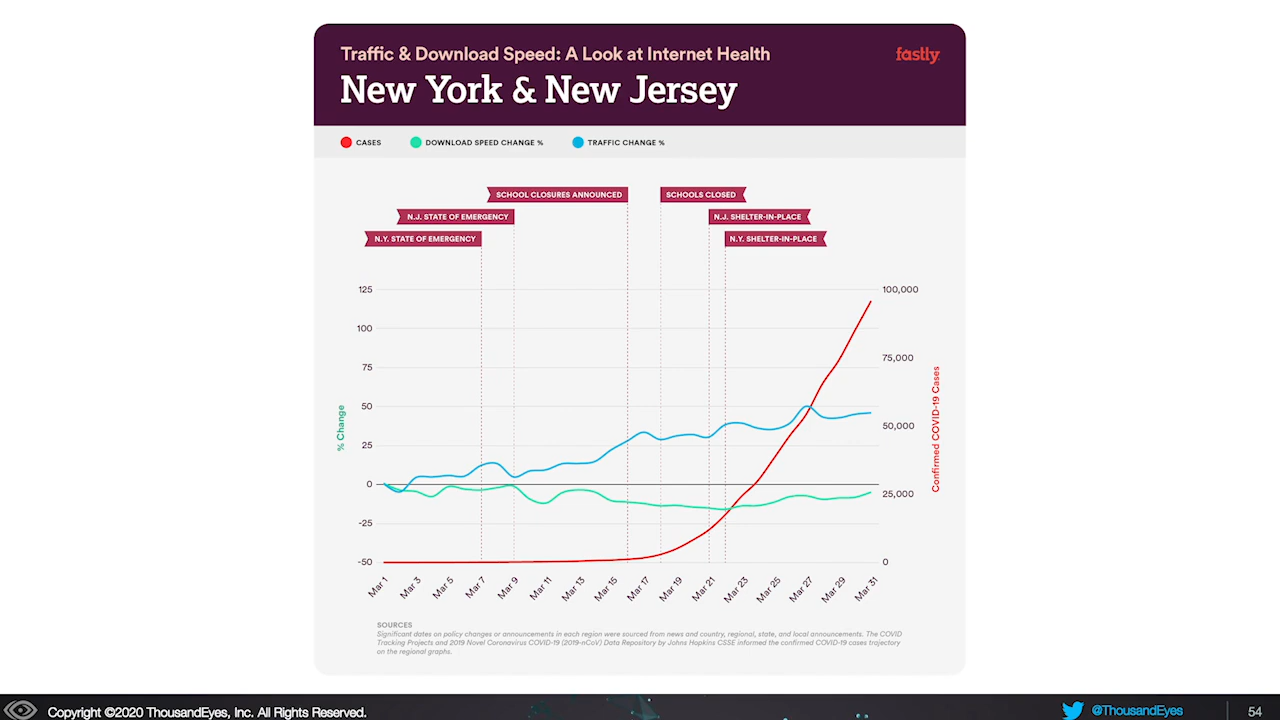 Traffic & Download Speed: A Look at Internet Health
fastly
New York & New Jersey
CASES
DOWNLOAD SPEED CHANGE %
TRAFFIC CHANGE %
SCHOOL CLOSURES ANNOUNCED
SCHOOLS CLOSED
N.J. STATE OF EMERGENCY
N.J. SHELTER-IN-PLACE
N.Y. STATE OF EMERGENCY
N.Y. SHELTER-IN-PLACE
125
100
75
50
25
0
-25
-50
% Change
100,000
75,000
50,000
25,000
0
Confirmed COVID-19 Cases
Mar 1
Mar 3
Mar 5
Mar 7
Mar 9
Mar 11
Mar 13
Mar 15
Mar 17
Mar 19
Mar 21
Mar 23
Mar 25
Mar 27
Mar 29
Mar 31
SOURCES
Significant dates on policy changes or announcements in each region were sourced from news and country, regional, state, and local announcements. The COVID
Tracking Projects and 2019 Novel Coronavirus COVID-19 (2019-nCoV) Data Repository by Johns Hopkins CSSE informed the confirmed COVID-19 cases trajectory
on the regional graphs.
Copyright ©2020 ThousandEyes, Inc. All Rights Reserved.
@ThousandEyes
54